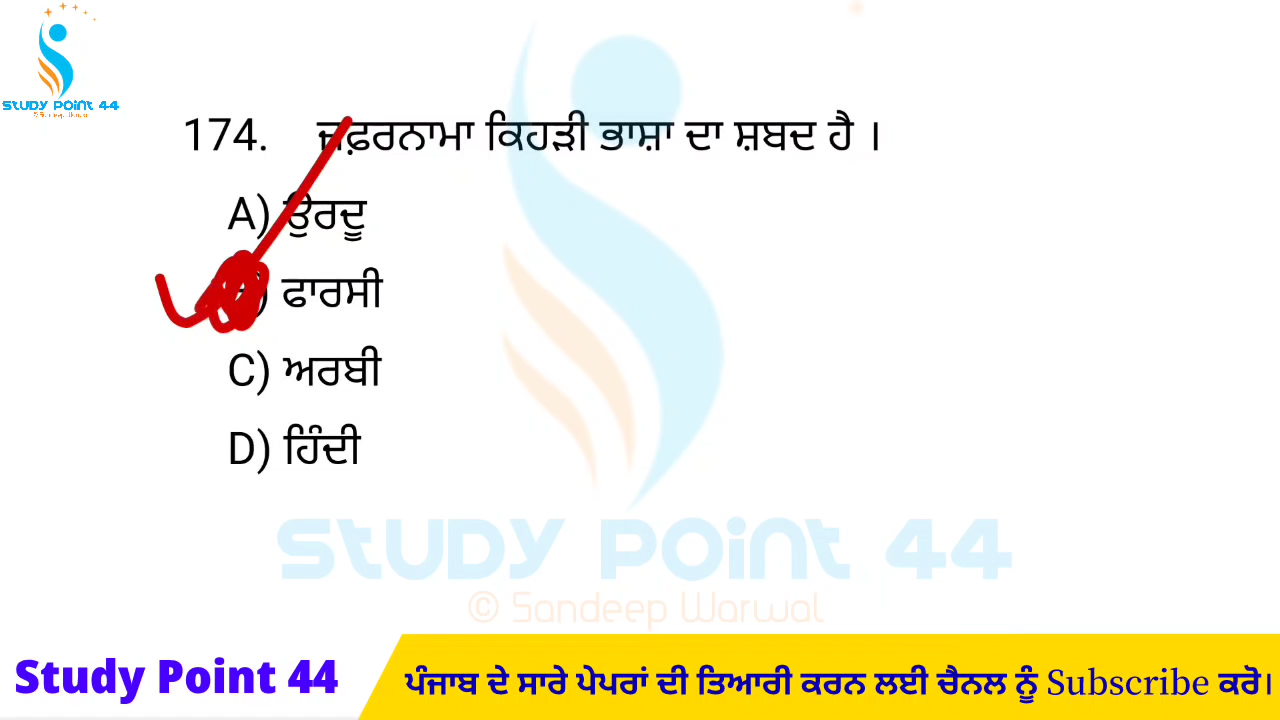 STUDY POINT 44
174. ਜ਼ਫ਼ਰਨਾਮਾ ਕਿਹੜੀ ਭਾਸ਼ਾ ਦਾ ਸ਼ਬਦ ਹੈ ।
A) ਉਰਦੂ
ਫਾਰਸੀ
C) ਅਰਬੀ
D) ਹਿੰਦੀ
STUDY POINT 44
© Sandeep Warwal
Study Point 44
ਪੰਜਾਬ ਦੇ ਸਾਰੇ ਪੇਪਰਾਂ ਦੀ ਤਿਆਰੀ ਕਰਨ ਲਈ ਚੈਨਲ ਨੂੰ Subscribe ਕਰੋ।